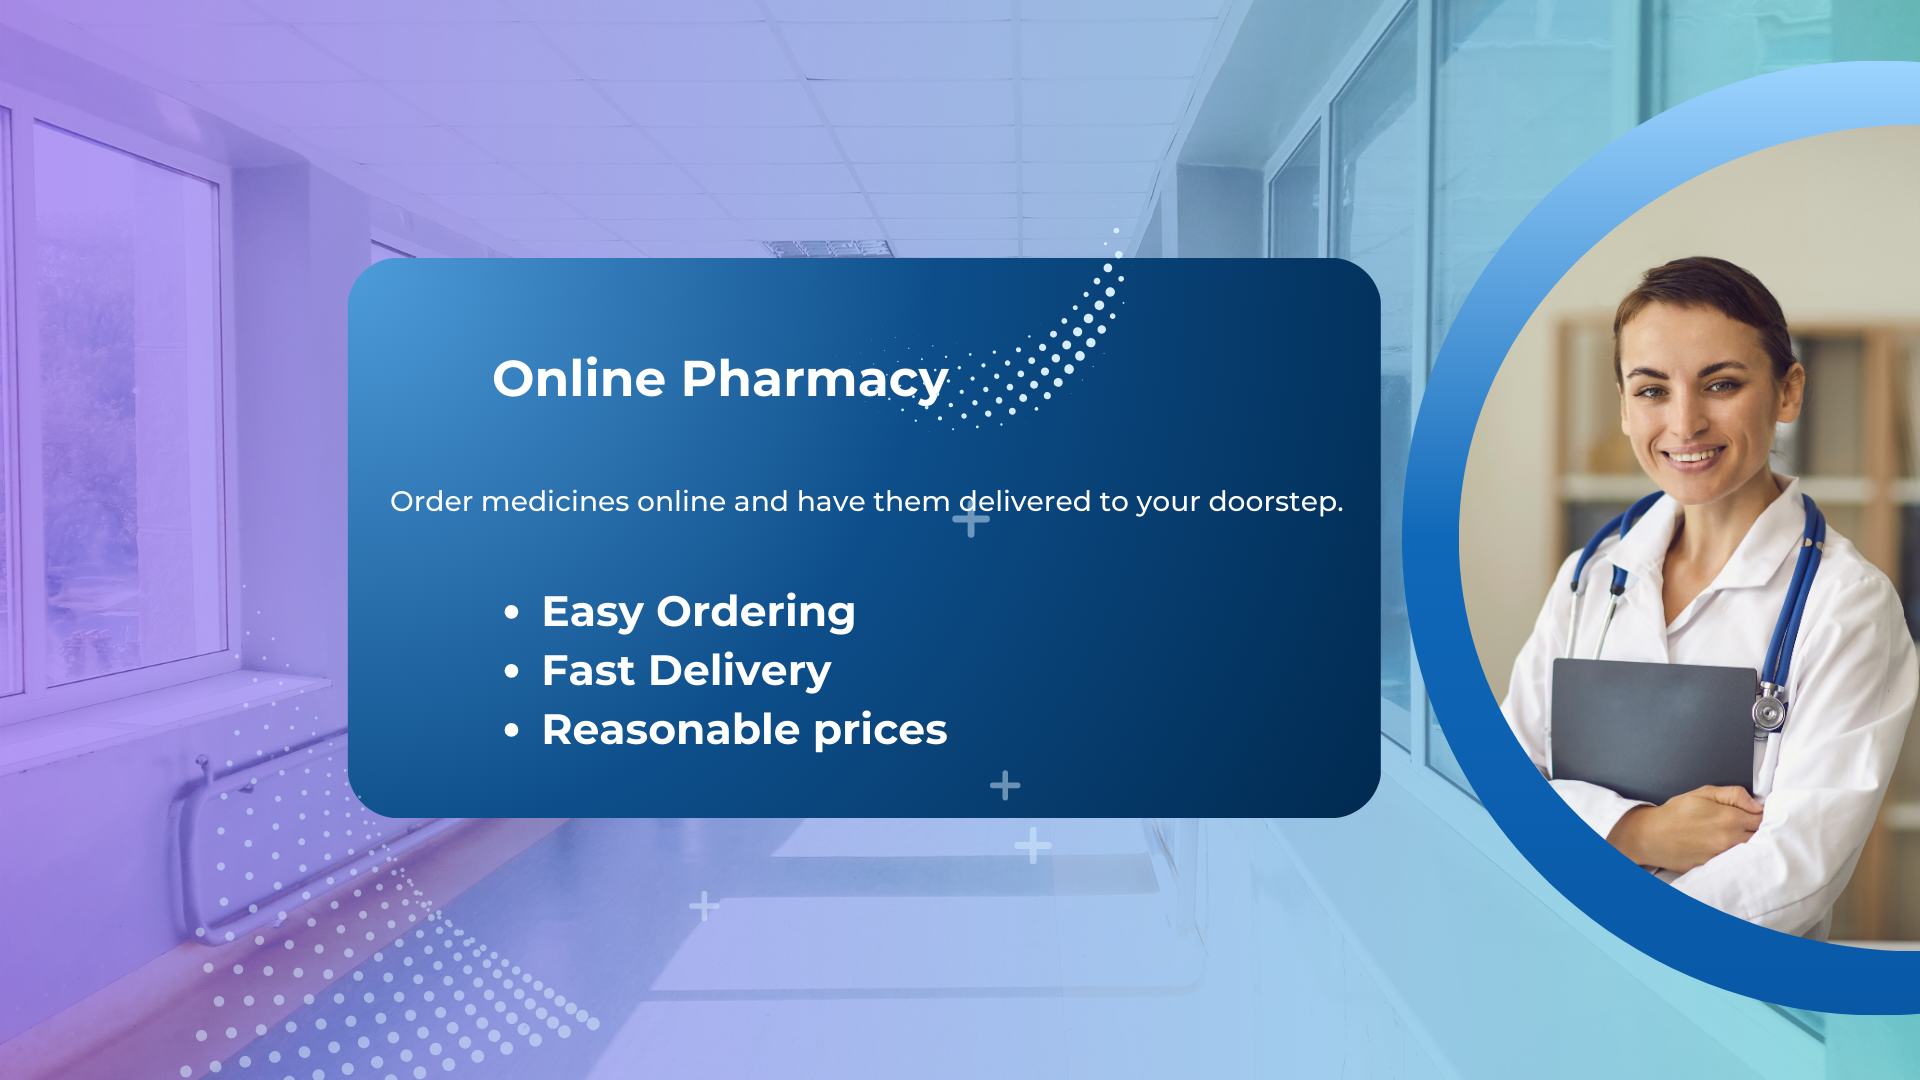 Online Pharmacy
Order medicines online and have them delivered to your doorstep.
• Easy Ordering
• Fast Delivery
• Reasonable prices